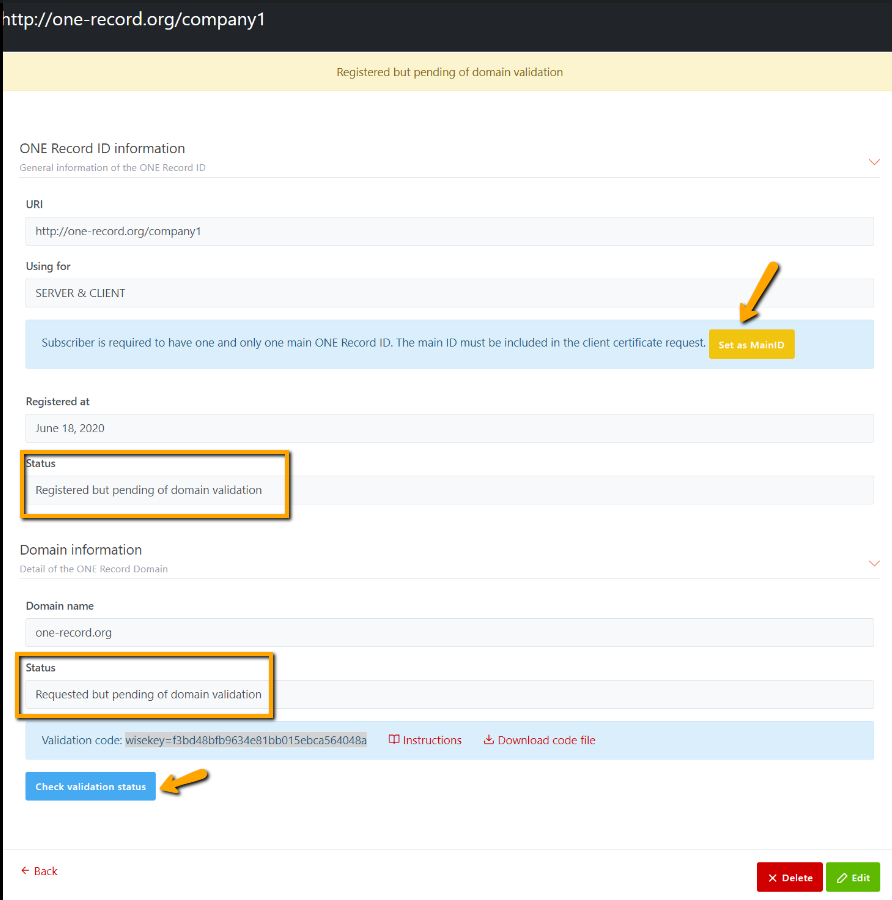 http://one-record.org/company1
Registered but pending of domain validation
ONE Record ID information
General information of the ONE Record ID
URI
http://one-record.org/company1
Using for
SERVER & CLIENT
Subscriber is required to have one and only one main ONE Record ID. The main ID must be included in the client certificate request. Set as MainID
Registered at
June 18, 2020
Status
Registered but pending of domain validation
Domain information
Detail of the ONE Record Domain
Domain name
one-record.org
Status
Requested but pending of domain validation
Validation code: wisekey=f3bd48bfb9634e81bb015ebca564048a Instructions Download code file
Check validation status
Back Delete Edit